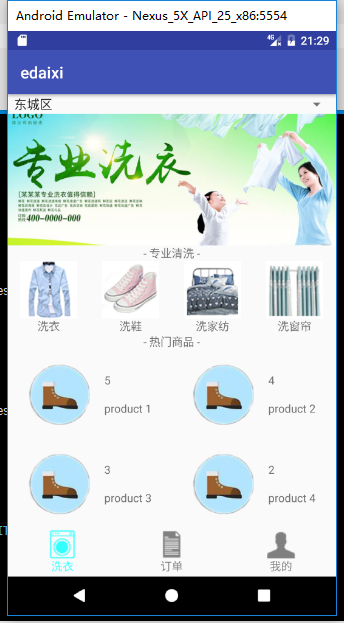 Android Emulator - Nexus_5X_API_25_x86:5554
4G
21:29
edaixi
东城区
LOGO
专业洗衣
[某某某专业洗衣值得信赖]
400-0000-000
- 专业清洗 -
洗衣
洗鞋
洗家纺
洗窗帘
- 热门商品 -
5
product 1
4
product 2
3
product 3
2
product 4
洗衣
订单
我的